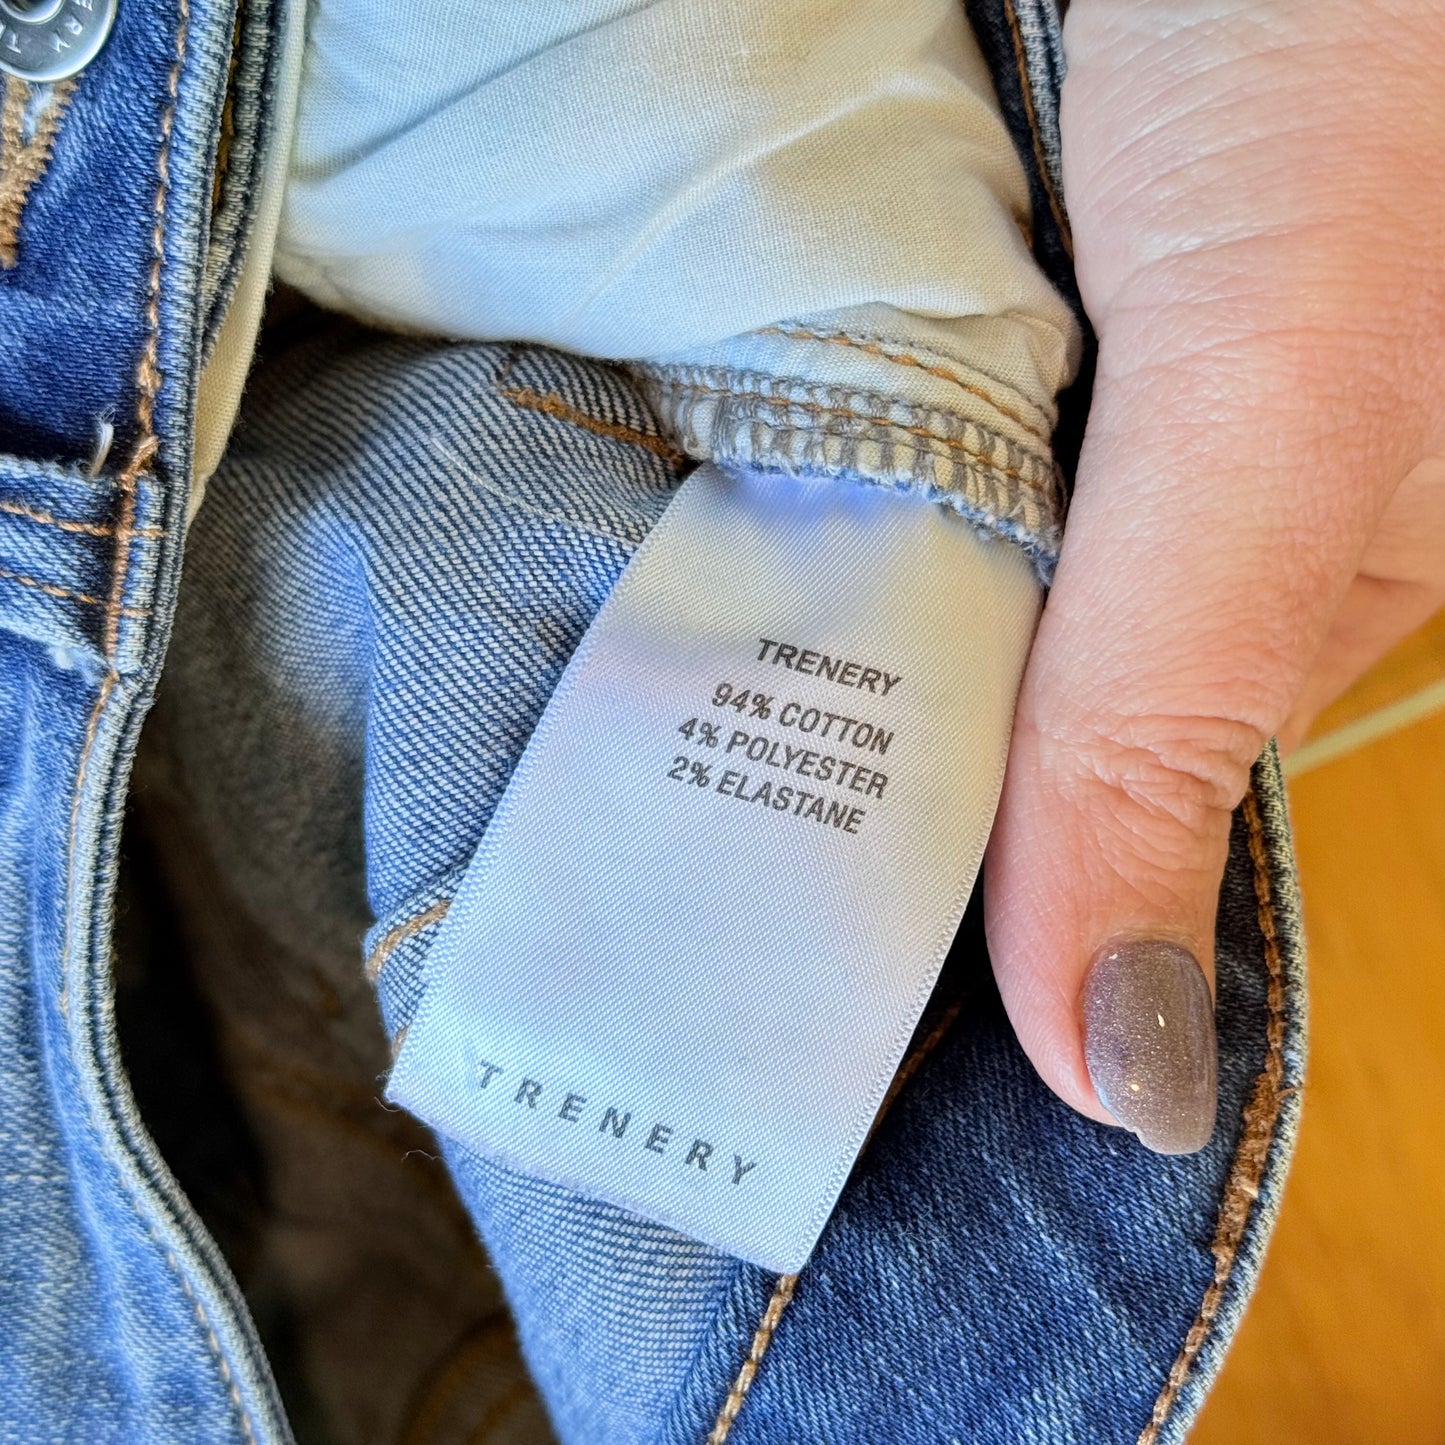 TRENERY
94% COTTON
4% POLYESTER
2% ELASTANE
TRENERY